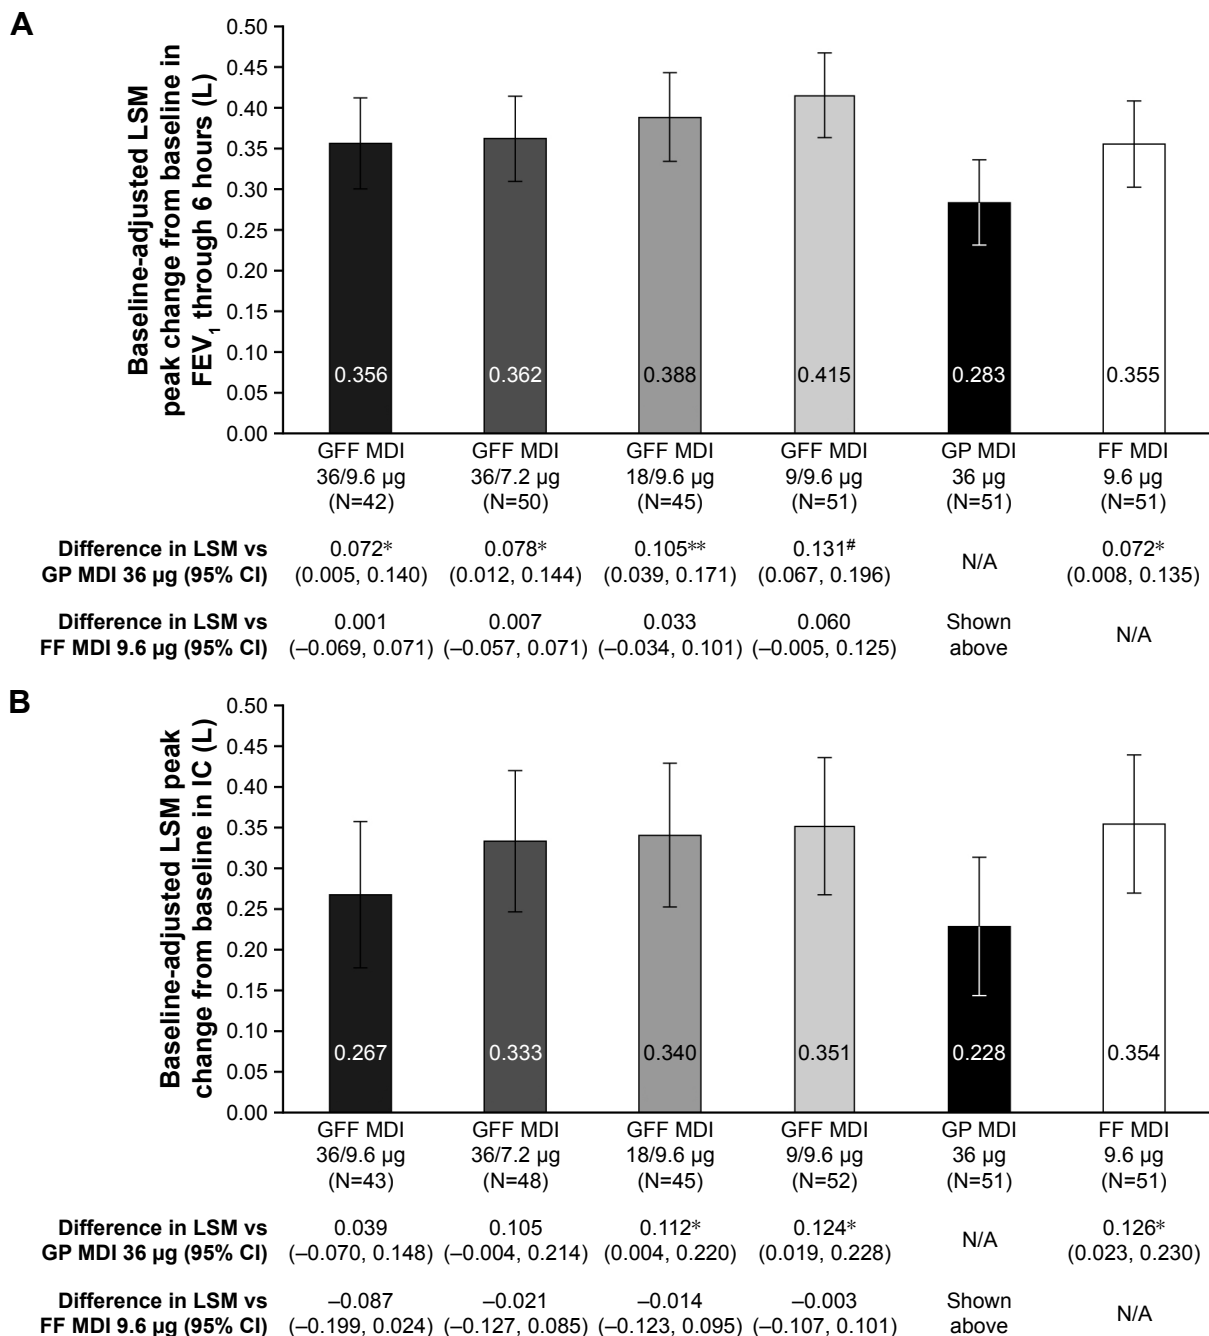 A
Baseline-adjusted LSM
peak change from baseline in
FEV₁ through 6 hours (L)
0.50
0.45
0.40
0.35
0.30
0.25
0.20
0.15
0.10
0.05
0.00
0.356 0.362 0.388 0.415 0.283 0.355
GFF MDI GFF MDI GFF MDI GFF MDI GP MDI FF MDI
36/9.6 µg 36/7.2 µg 18/9.6 µg 9/9.6 µg 36 µg 9.6 µg
(N=42) (N=50) (N=45) (N=51) (N=51) (N=51)
Difference in LSM vs 0.072* 0.078* 0.105** 0.131# N/A 0.072*
GP MDI 36 µg (95% CI) (0.005, 0.140) (0.012, 0.144) (0.039, 0.171) (0.067, 0.196) (0.008, 0.135)
Difference in LSM vs 0.001 0.007 0.033 0.060 Shown N/A
FF MDI 9.6 µg (95% CI) (–0.069, 0.071) (–0.057, 0.071) (–0.034, 0.101) (–0.005, 0.125) above
B
Baseline-adjusted LSM peak
change from baseline in IC (L)
0.50
0.45
0.40
0.35
0.30
0.25
0.20
0.15
0.10
0.05
0.00
0.267 0.333 0.340 0.351 0.228 0.354
GFF MDI GFF MDI GFF MDI GFF MDI GP MDI FF MDI
36/9.6 µg 36/7.2 µg 18/9.6 µg 9/9.6 µg 36 µg 9.6 µg
(N=43) (N=48) (N=45) (N=52) (N=51) (N=51)
Difference in LSM vs 0.039 0.105 0.112* 0.124* N/A 0.126*
GP MDI 36 µg (95% CI) (–0.070, 0.148) (–0.004, 0.214) (0.004, 0.220) (0.019, 0.228) (0.023, 0.230)
Difference in LSM vs –0.087 –0.021 –0.014 –0.003 Shown N/A
FF MDI 9.6 µg (95% CI) (–0.199, 0.024) (–0.127, 0.085) (–0.123, 0.095) (–0.107, 0.101) above